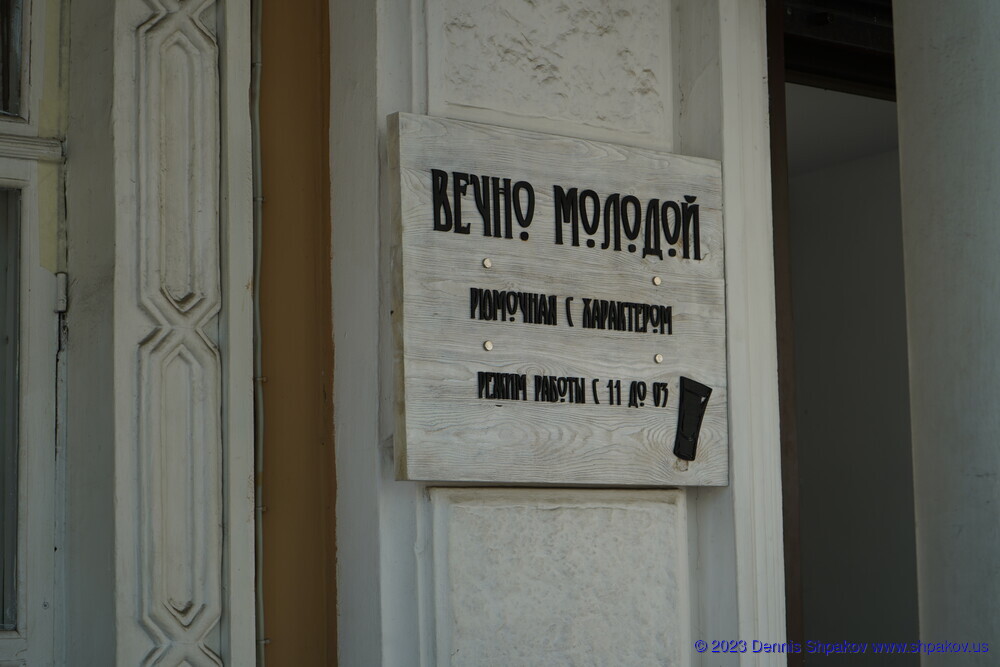 ВЕЧНО МОЛОДОЙ
РЮМОЧНАЯ С ХАРАКТЕРОМ
РЕЖИМ РАБОТЫ С 11 ДО 03
© 2023 Dennis Shpakov www.shpakov.us